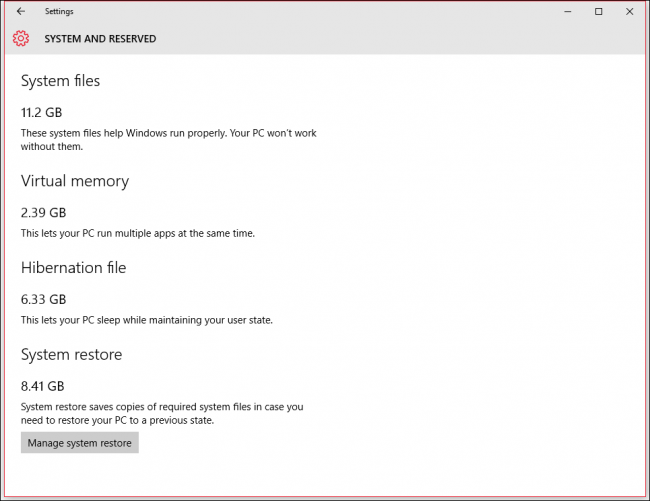 Settings
SYSTEM AND RESERVED
System files
11.2 GB
These system files help Windows run properly. Your PC won't work
without them.
Virtual memory
2.39 GB
This lets your PC run multiple apps at the same time.
Hibernation file
6.33 GB
This lets your PC sleep while maintaining your user state.
System restore
8.41 GB
System restore saves copies of required system files in case you
need to restore your PC to a previous state.
Manage system restore